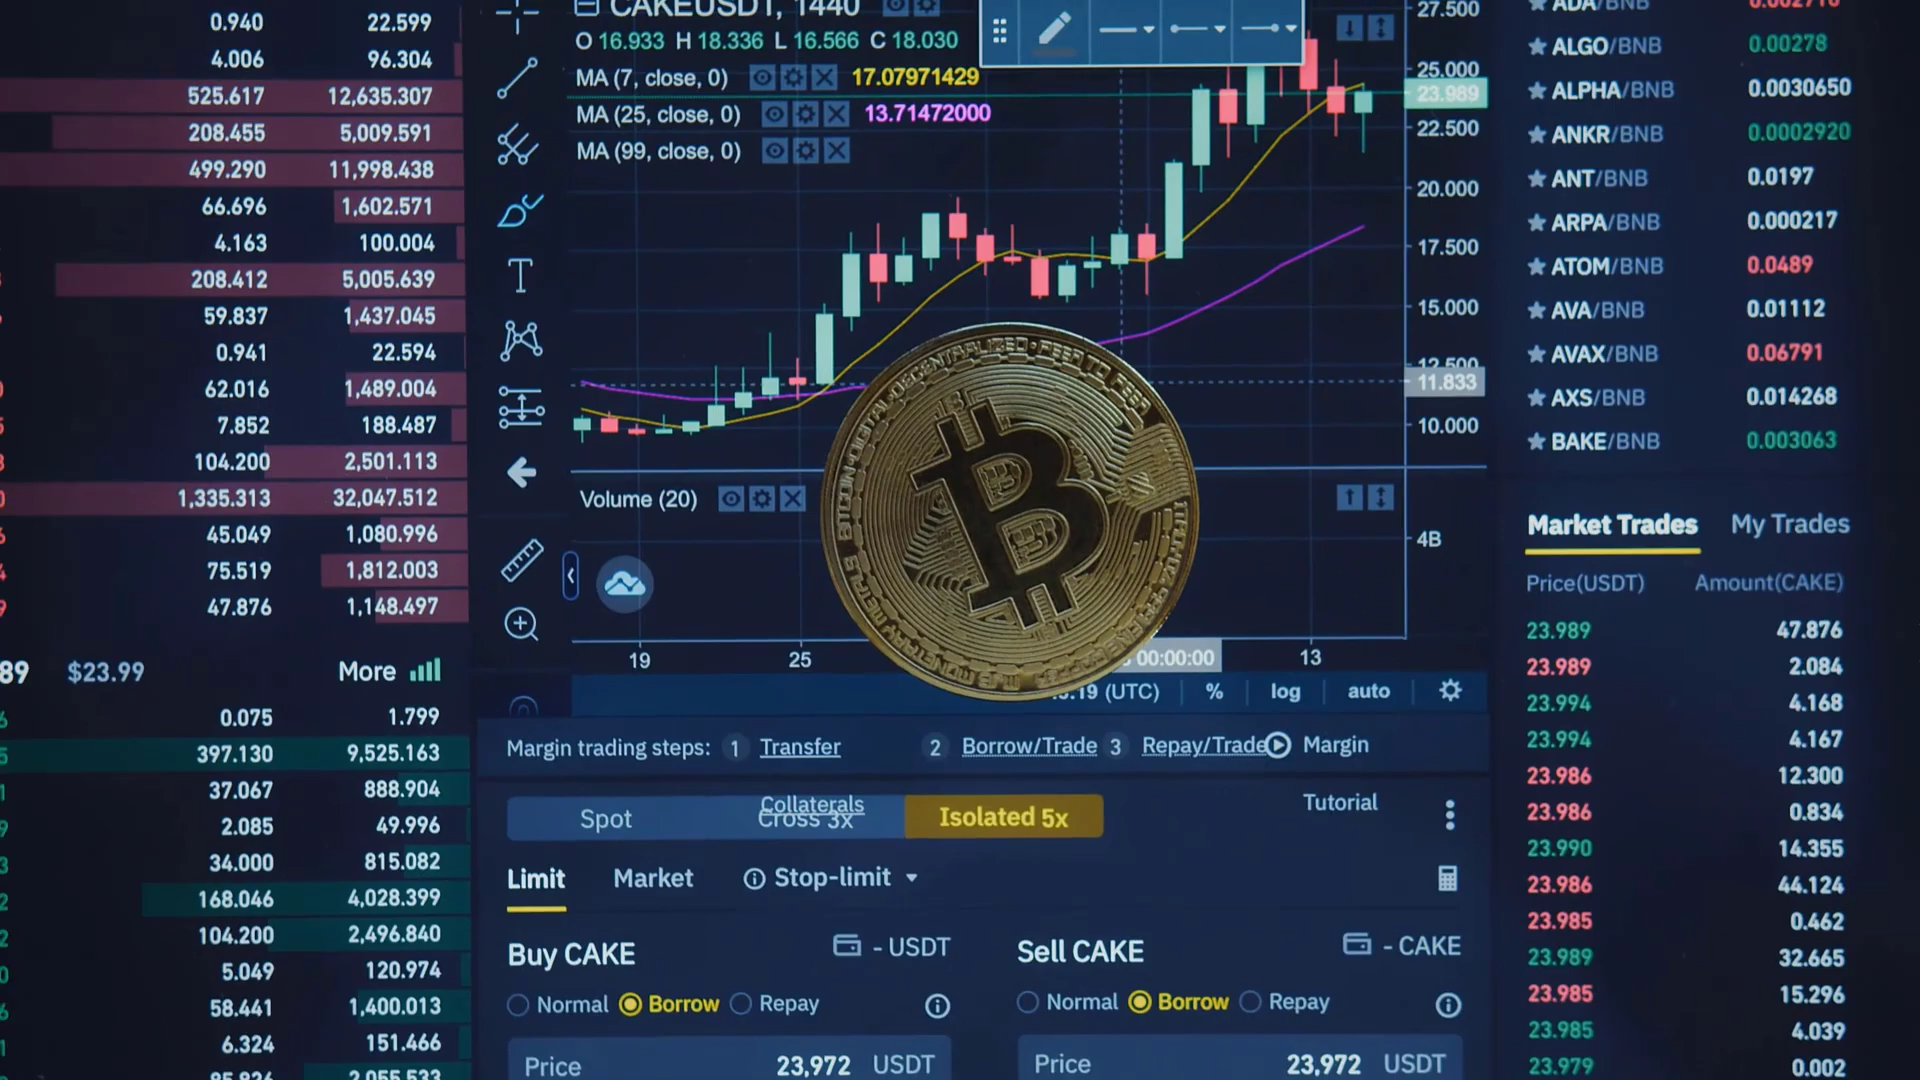 0.940 22.599
4.006 96.304
525.617 12,635.307
208.455 5,009.591
499.290 11,998.438
66.696 1,602.571
4.163 100.004
208.412 5,005.639
59.837 1,437.045
0.941 22.594
62.016 1,489.004
7.852 188.487
104.200 2,501.113
1,335.313 32,047.512
45.049 1,080.996
75.519 1,812.003
47.876 1,148.497
89 $23.99 More
0.075 1.799
397.130 9,525.163
37.067 888.904
2.085 49.996
34.000 815.082
168.046 4,028.399
104.200 2,496.840
5.049 120.974
58.441 1,400.013
6.324 151.466
2,055.533
CAKEUSDT, 1440
O 16.933 H 18.336 L 16.566 C 18.030
MA (7, close, 0) 17.07971429
MA (25, close, 0) 13.71472000
MA (99, close, 0)
27.500
25.000
23.989
22.500
20.000
17.500
15.000
12.500
11.833
10.000
Volume (20)
4B
BITCOIN DIGITAL DECENTRALIZED PEER TO PEER
19 25 00:00:00 13
19 (UTC) % log auto
Margin trading steps: 1 Transfer 2 Borrow/Trade 3 Repay/Trade Margin
Collaterals Tutorial
Spot Cross 3x Isolated 5x
Limit Market Stop-limit
Buy CAKE - USDT
Normal Borrow Repay
Price 23,972 USDT
Sell CAKE - CAKE
Normal Borrow Repay
Price 23,972 USDT
ADA/BNB 0.002716
ALGO/BNB 0.00278
ALPHA/BNB 0.0030650
ANKR/BNB 0.0002920
ANT/BNB 0.0197
ARPA/BNB 0.000217
ATOM/BNB 0.0489
AVA/BNB 0.01112
AVAX/BNB 0.06791
AXS/BNB 0.014268
BAKE/BNB 0.003063
Market Trades My Trades
Price(USDT) Amount(CAKE)
23.989 47.876
23.989 2.084
23.994 4.168
23.994 4.167
23.986 12.300
23.986 0.834
23.990 14.355
23.986 44.124
23.985 0.462
23.989 32.665
23.985 15.296
23.985 4.039
23.979 0.002